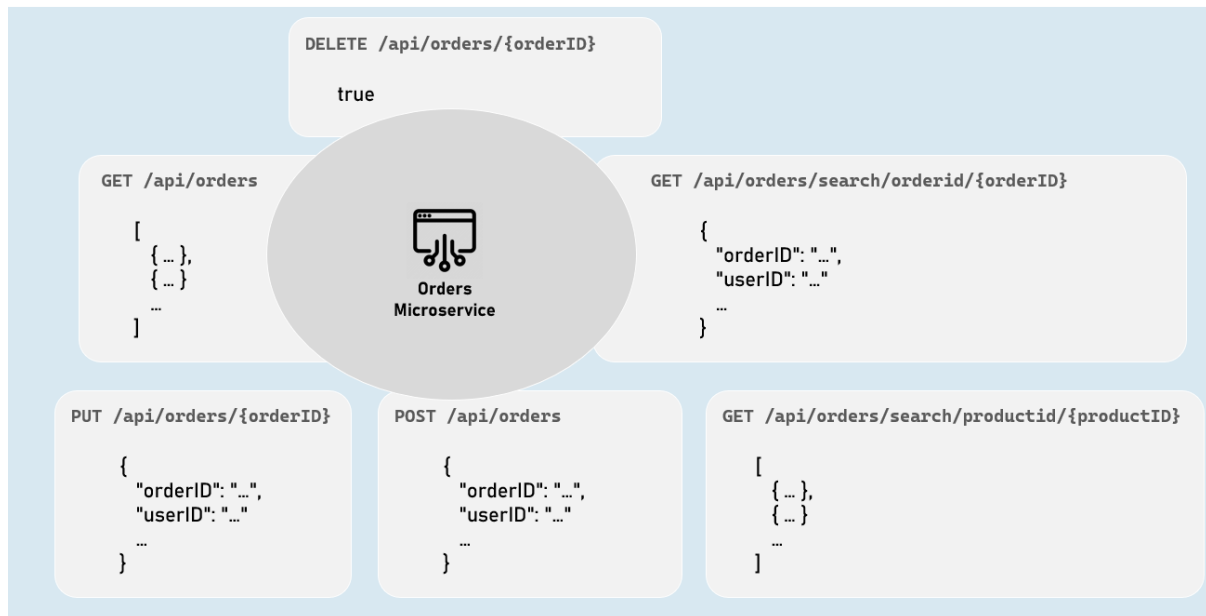 DELETE /api/orders/{orderID}
true
GET /api/orders
[
{ … },
{ … }
…
]
Orders
Microservice
GET /api/orders/search/orderid/{orderID}
{
"orderID": "…",
"userID": "…"
…
}
PUT /api/orders/{orderID}
{
"orderID": "…",
"userID": "…"
…
}
POST /api/orders
{
"orderID": "…",
"userID": "…"
…
}
GET /api/orders/search/productid/{productID}
[
{ … },
{ … }
…
]